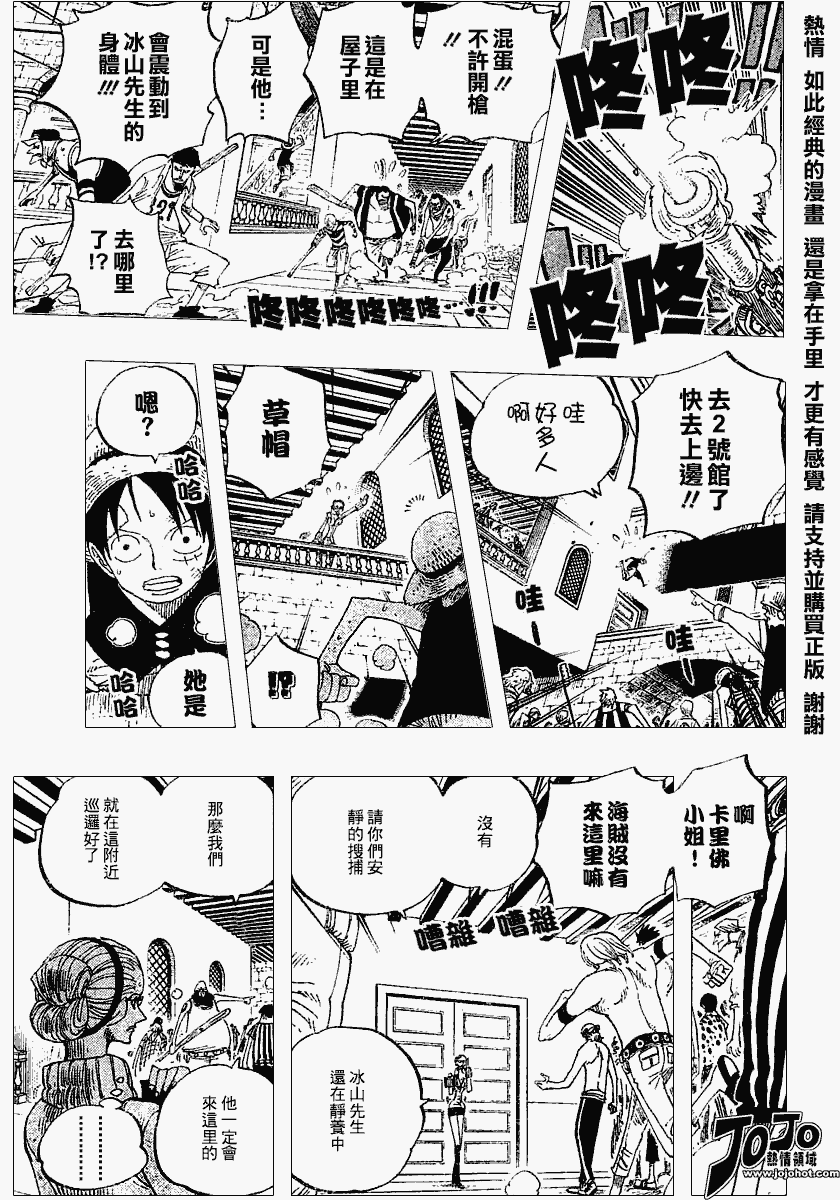 咚咚
咚咚
混蛋!!
不許開槍
!!
這是在
屋子里
可是他…
會震動到
冰山先生的
身體!!!
去哪里
了!?
咚咚咚咚咚咚…!!!
去2號館了
快去上邊!!
哇
好多人
啊
哇ー
哇ー
草帽
!?
嗯?
哈哈
她是
哈哈
啊
卡里佛
小姐!
海賊沒有
來這里嘛
嘈雜
嘈雜
沒有
請你們安
靜的搜捕
冰山先生
還在靜養中
那麼我們
就在這附近
巡邏好了
他一定會
來這里的
………
………
熱情 如此經典的漫畫 還是拿在手里 才更有感覺 請支持並購買正版 謝謝
21
JOJO
熱情領域
www.jojohot.com